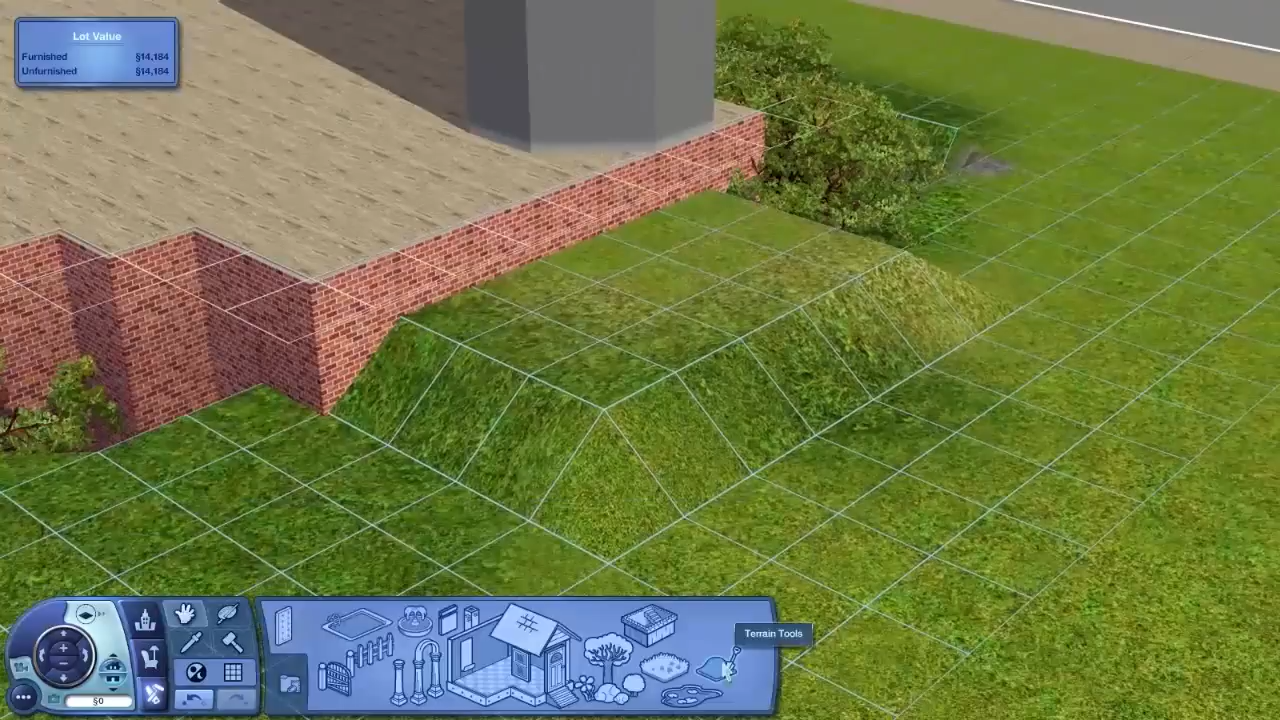 Lot Value
Furnished §14,184
Unfurnished §14,184
Terrain Tools
§0